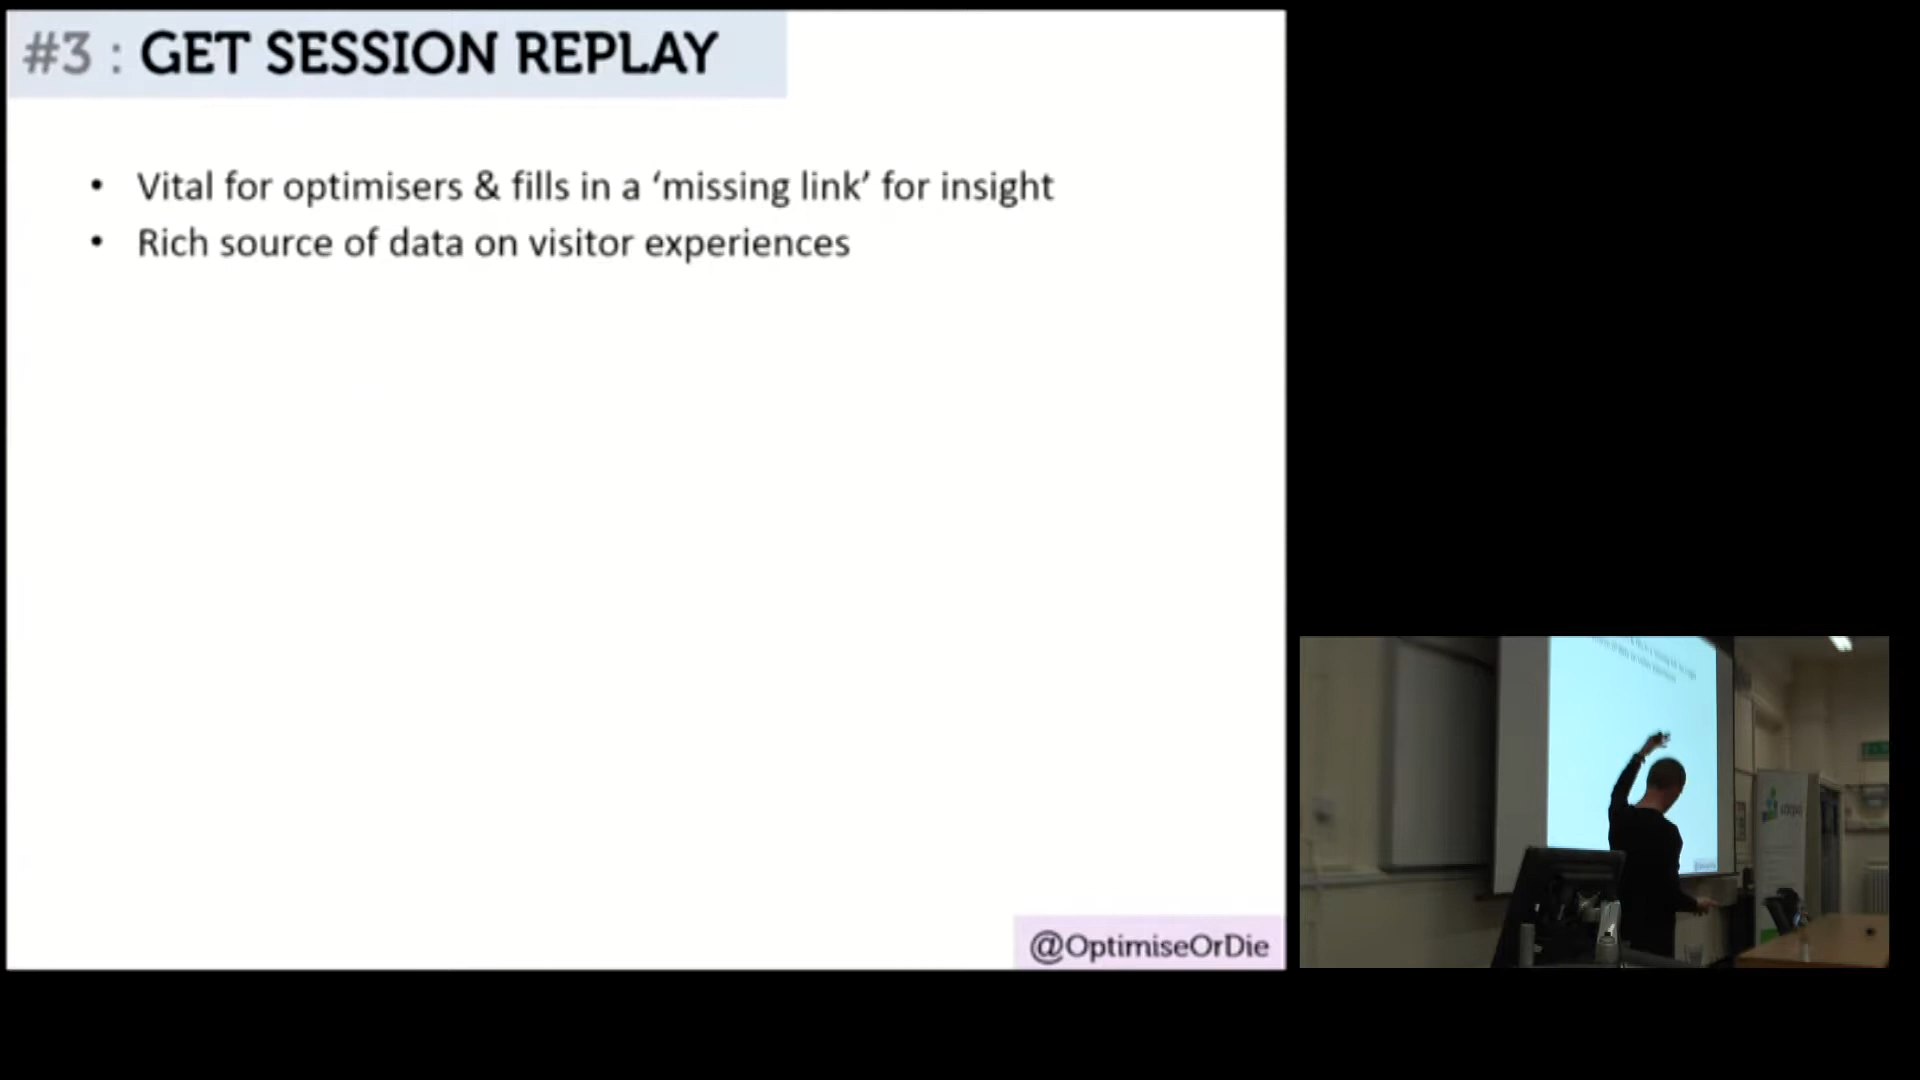 #3 : GET SESSION REPLAY
• Vital for optimisers & fills in a ‘missing link’ for insight
• Rich source of data on visitor experiences
@OptimiseOrDie